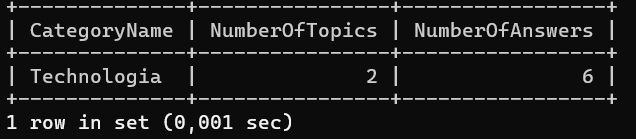 +--------------+----------------+-----------------+
| CategoryName | NumberOfTopics | NumberOfAnswers |
+--------------+----------------+-----------------+
| Technologia  |              2 |               6 |
+--------------+----------------+-----------------+
1 row in set (0,001 sec)